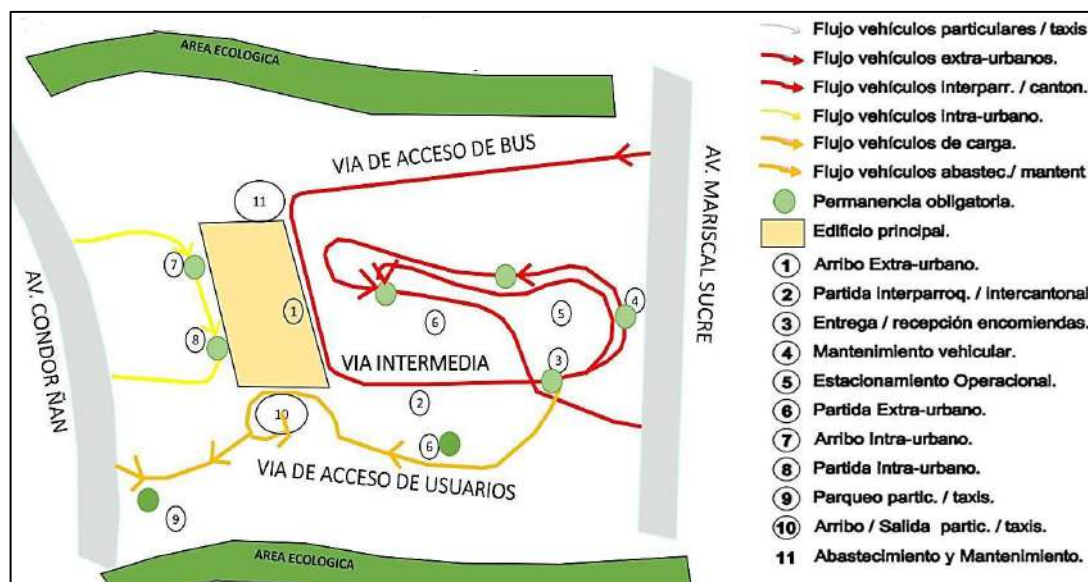 AREA ECOLOGICA
VIA DE ACCESO DE BUS
AV. MARISCAL SUCRE
AV. CONDOR ÑAN
11
7
1
6
5
4
8
VIA INTERMEDIA
3
2
10
6
VIA DE ACCESO DE USUARIOS
9
AREA ECOLOGICA
Flujo vehículos particulares / taxis
Flujo vehículos extra-urbanos.
Flujo vehículos interparr. / canton.
Flujo vehículos intra-urbano.
Flujo vehículos de carga.
Flujo vehículos abastec./ mantent
Permanencia obligatoria.
Edificio principal.
1 Arribo Extra-urbano.
2 Partida Interparroq. / intercantonal
3 Entrega / recepción encomiendas.
4 Mantenimiento vehicular.
5 Estacionamiento Operacional.
6 Partida Extra-urbano.
7 Arribo Intra-urbano.
8 Partida Intra-urbano.
9 Parqueo partic. / taxis.
10 Arribo / Salida partic. / taxis.
11 Abastecimiento y Mantenimiento.